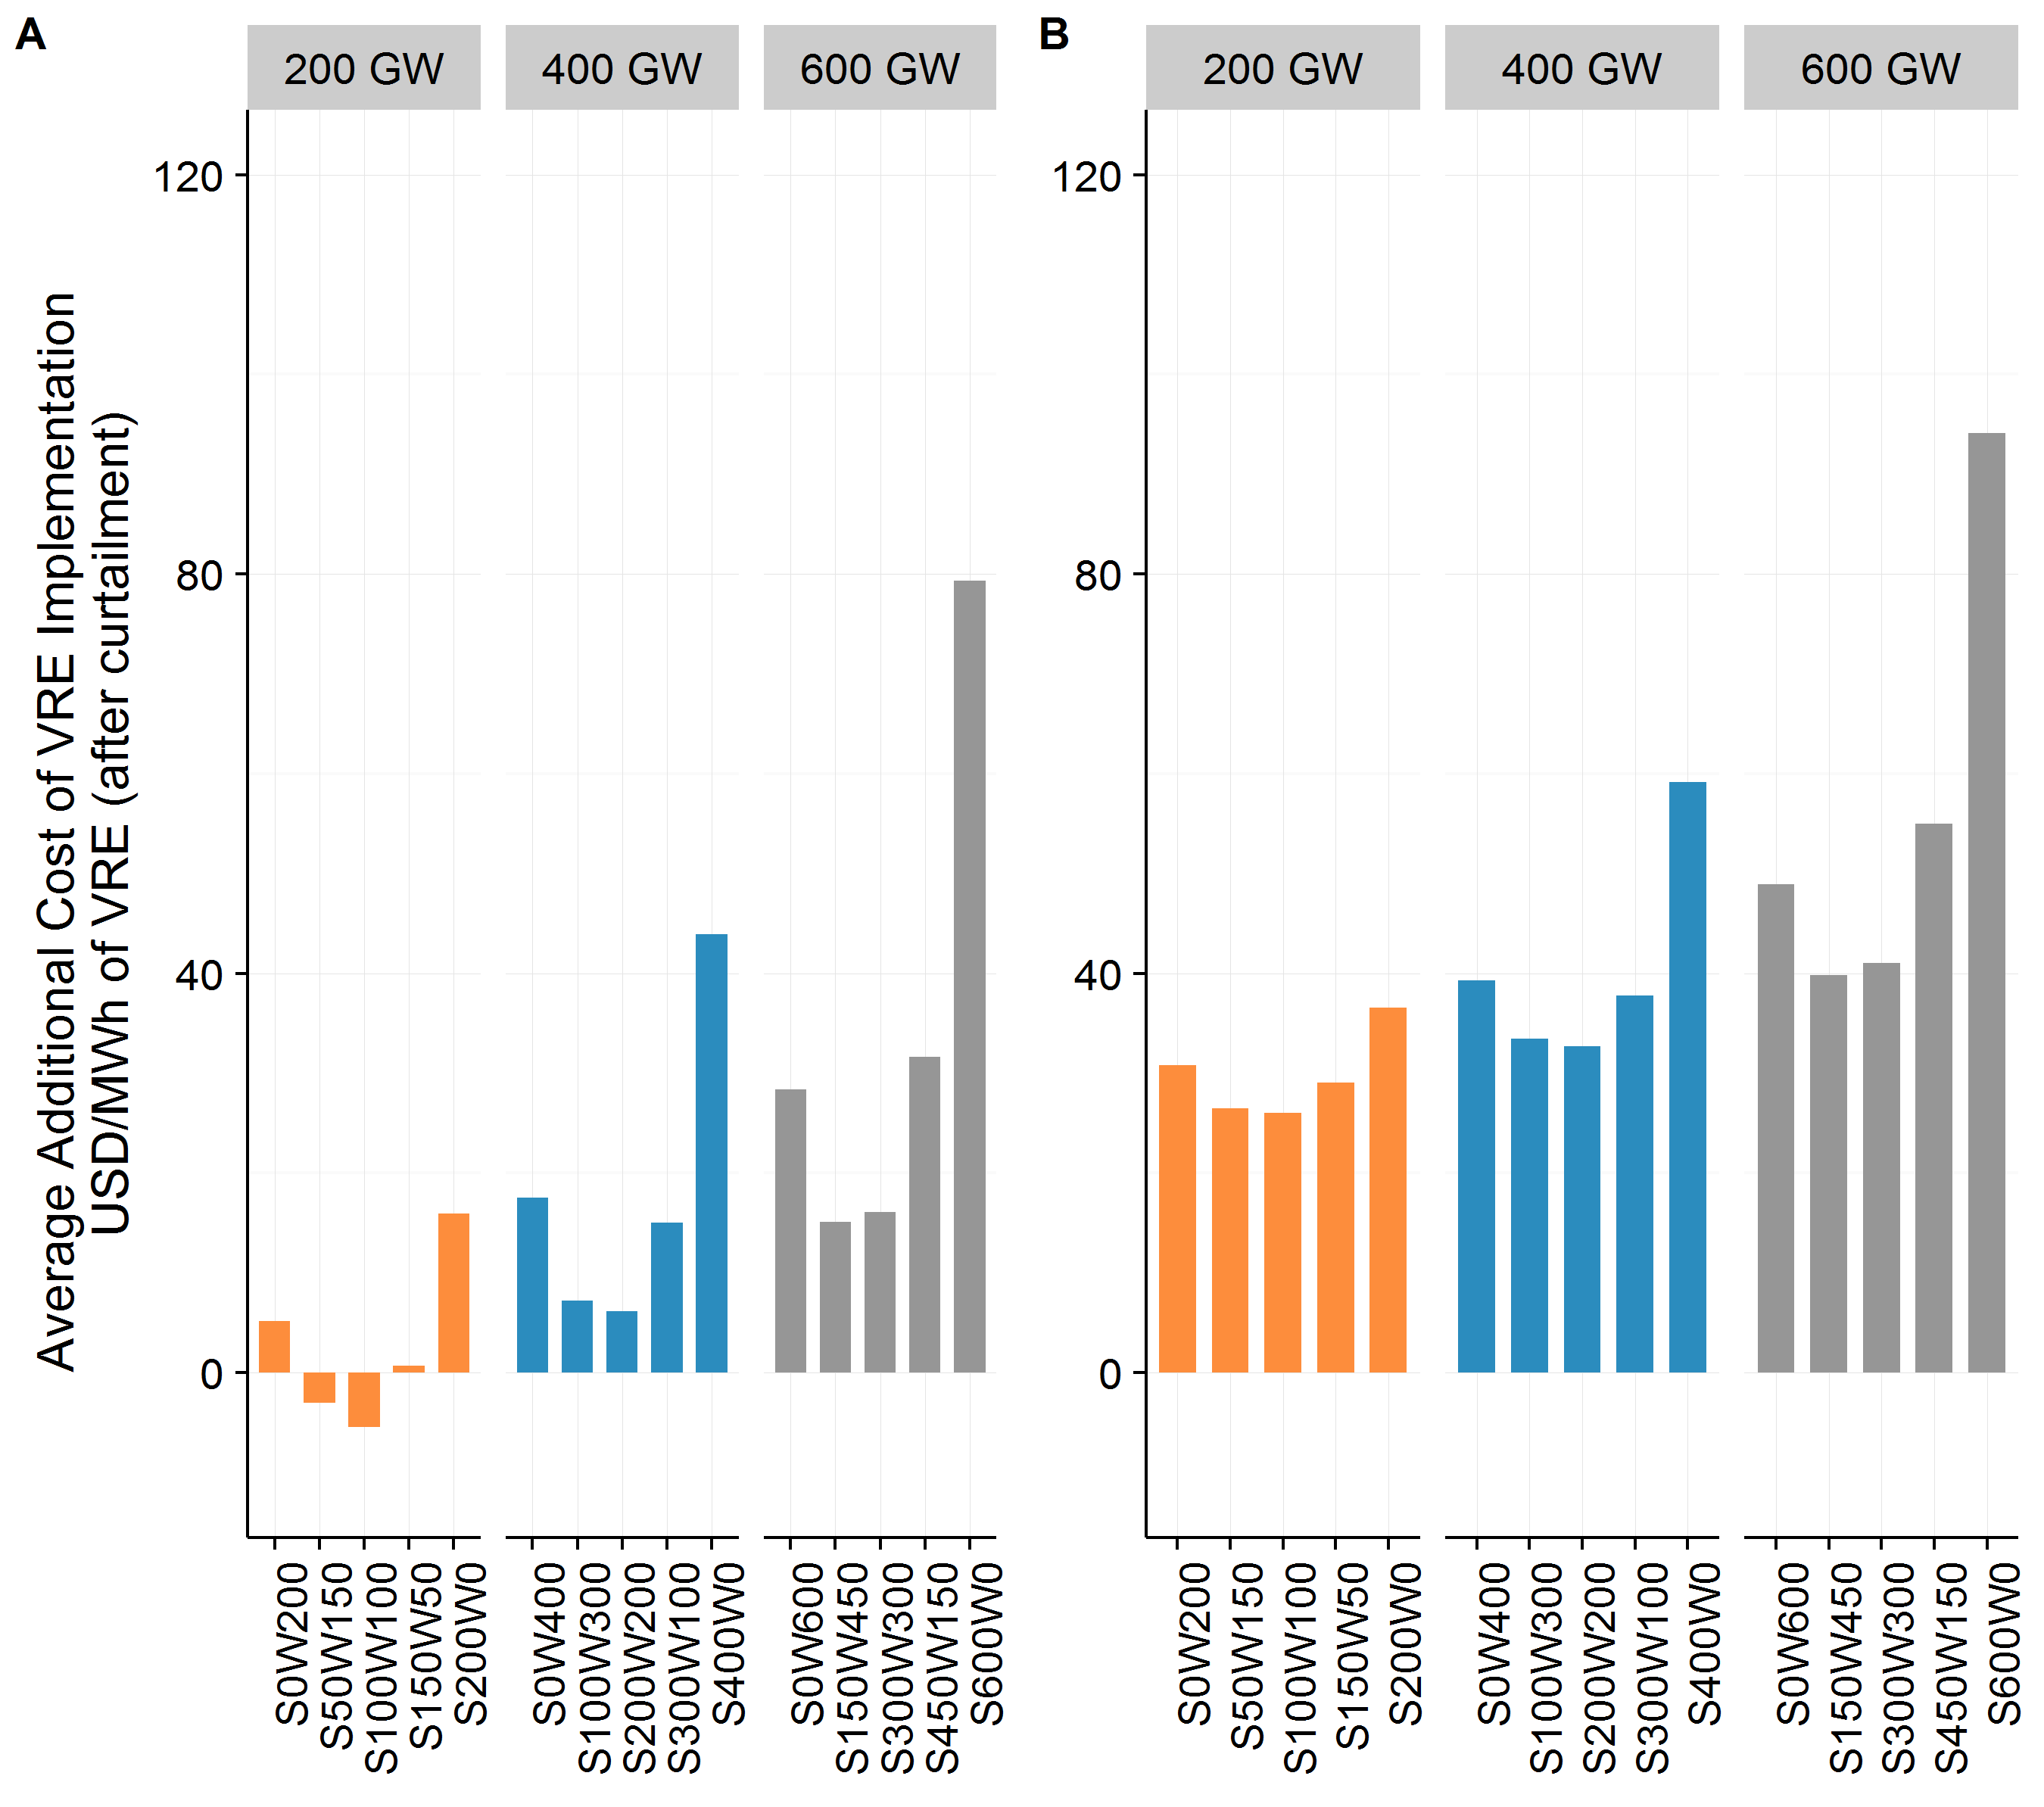 A
200 GW
400 GW
600 GW
Average Additional Cost of VRE Implementation
USD/MWh of VRE (after curtailment)
120
80
40
0
S0W200
S50W150
S100W100
S150W50
S200W0
S0W400
S100W300
S200W200
S300W100
S400W0
S0W600
S150W450
S300W300
S450W150
S600W0
B
200 GW
400 GW
600 GW
120
80
40
0
S0W200
S50W150
S100W100
S150W50
S200W0
S0W400
S100W300
S200W200
S300W100
S400W0
S0W600
S150W450
S300W300
S450W150
S600W0